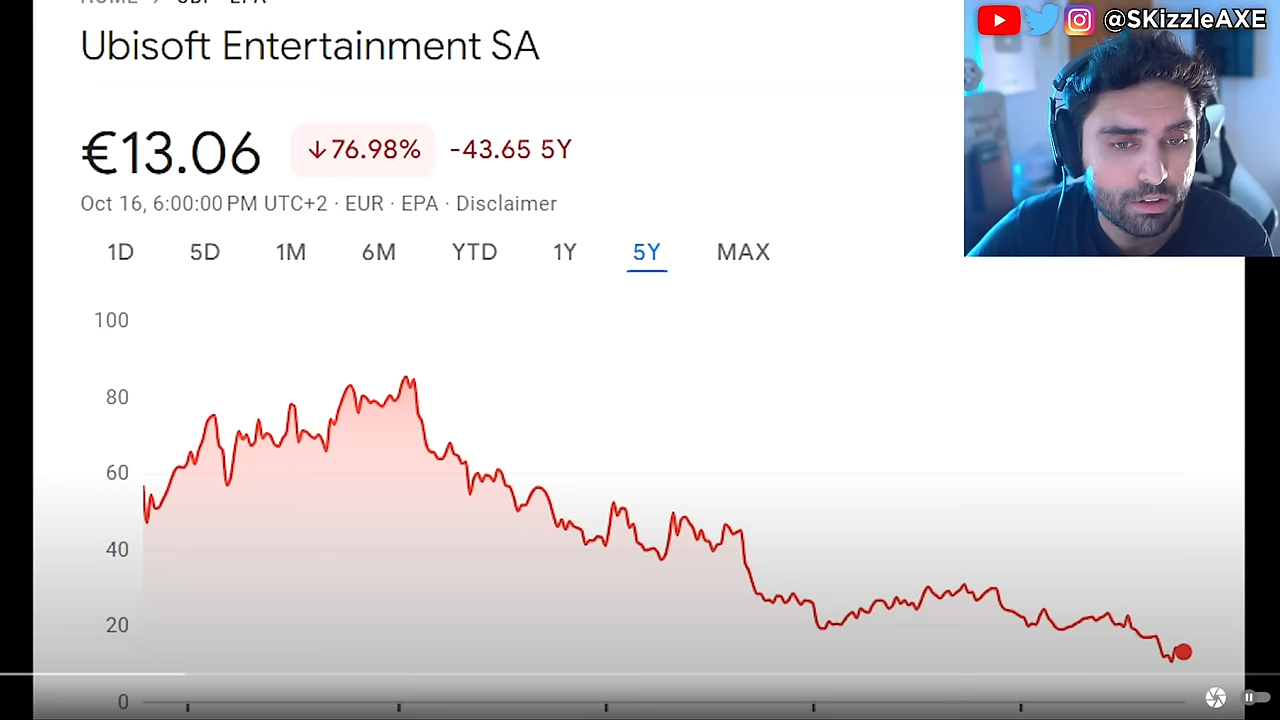 @SKizzleAXE
Ubisoft Entertainment SA
€13.06 ↓76.98% -43.65 5Y
Oct 16, 6:00:00 PM UTC+2 · EUR · EPA · Disclaimer
1D 5D 1M 6M YTD 1Y 5Y MAX
100
80
60
40
20
0